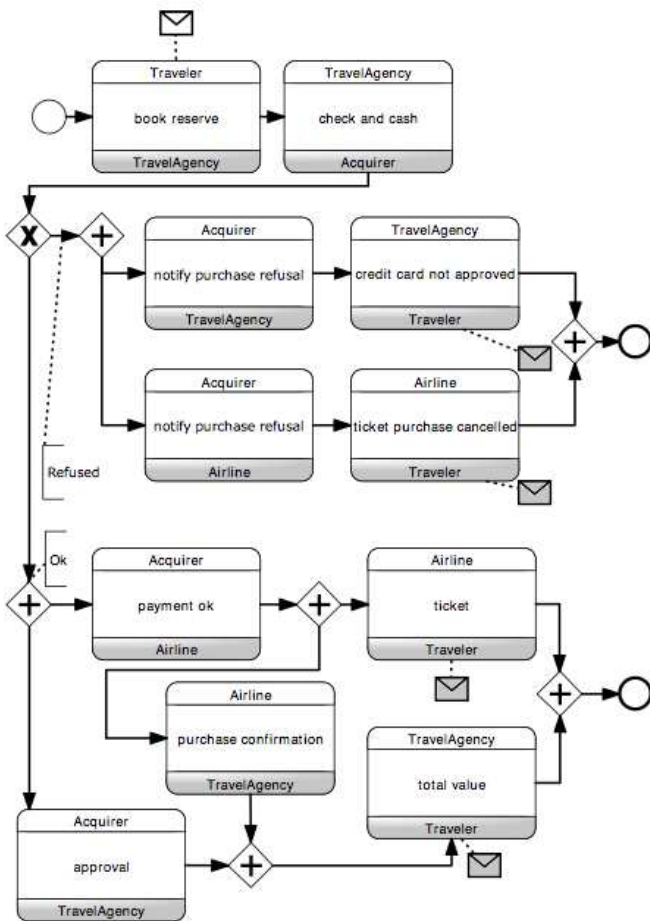 Traveler
book reserve
TravelAgency
TravelAgency
check and cash
Acquirer
X
Acquirer
notify purchase refusal
TravelAgency
TravelAgency
credit card not approved
Traveler
Acquirer
notify purchase refusal
Airline
Airline
ticket purchase cancelled
Traveler
Refused
Ok
Acquirer
payment ok
Airline
Airline
ticket
Traveler
Airline
purchase confirmation
TravelAgency
TravelAgency
total value
Traveler
Acquirer
approval
TravelAgency